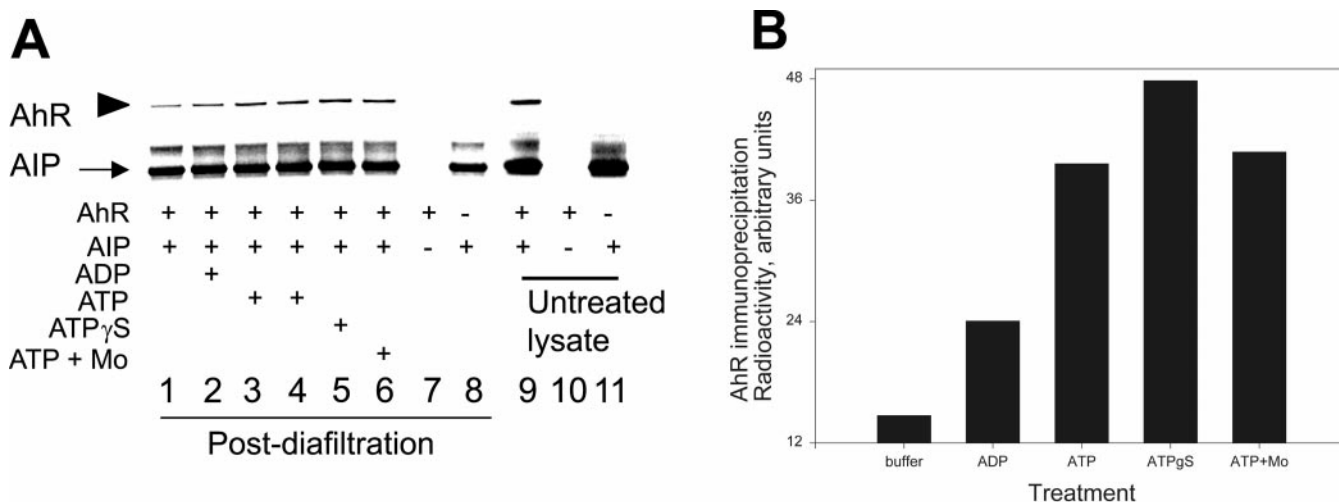 A
AhR
AIP
AhR + + + + + + + - + + -
AIP + + + + + + - + + - +
ADP +
ATP + +
ATPγS +
ATP + Mo +
Untreated
lysate
1 2 3 4 5 6 7 8 9 10 11
Post-diafiltration
B
AhR immunoprecipitation
Radioactivity, arbitrary units
48
36
24
12
buffer ADP ATP ATPgS ATP+Mo
Treatment